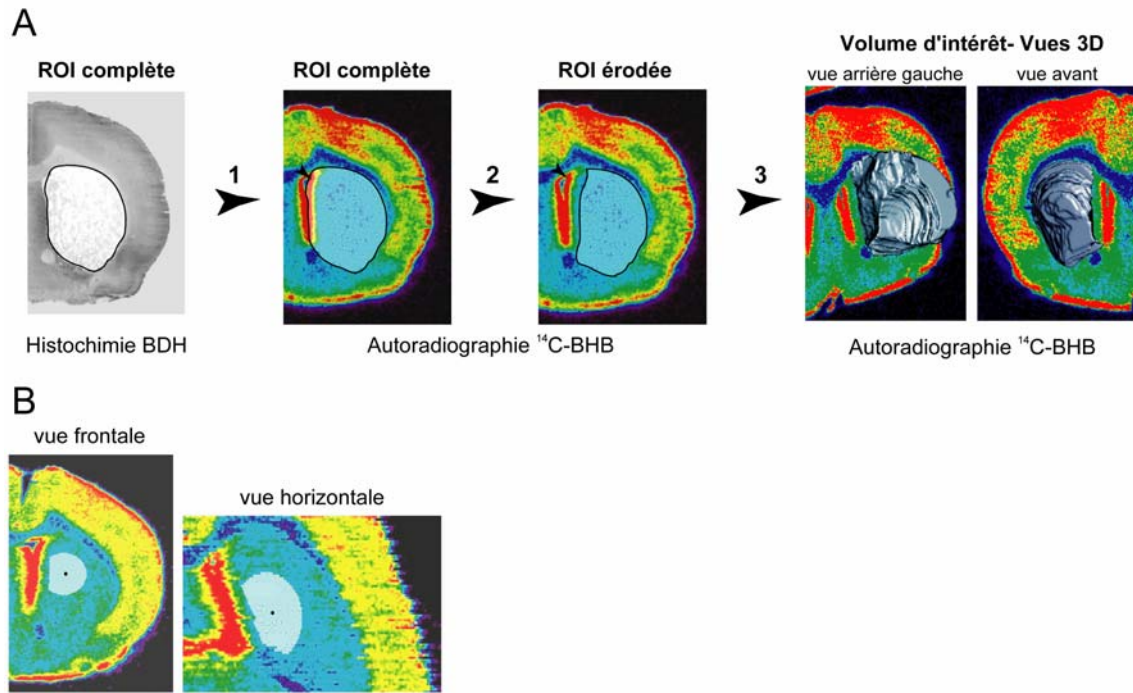 A
Volume d'intérêt- Vues 3D
ROI complète
ROI complète
ROI érodée
vue arrière gauche
vue avant
1
2
3
Histochimie BDH
Autoradiographie ¹⁴C-BHB
Autoradiographie ¹⁴C-BHB
B
vue frontale
vue horizontale